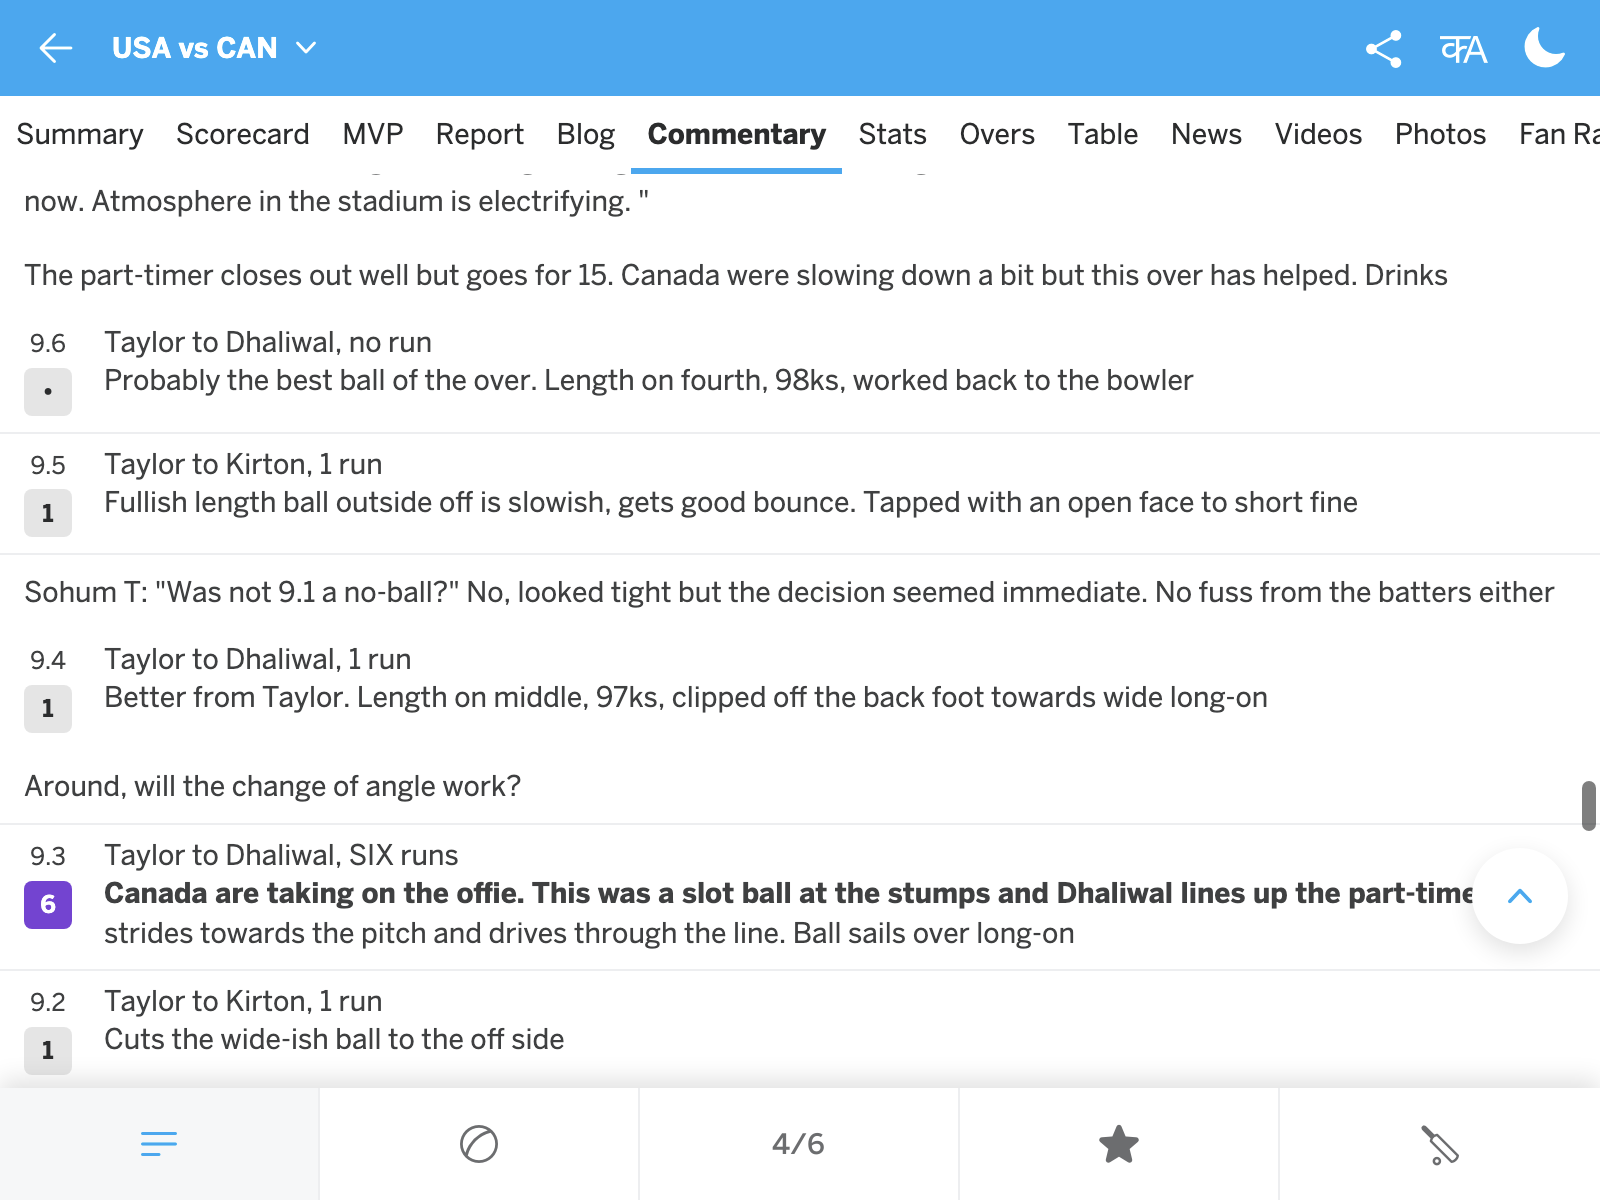 USA vs CAN
क A
Summary Scorecard MVP Report Blog Commentary Stats Overs Table News Videos Photos Fan Ra
now. Atmosphere in the stadium is electrifying. "
The part-timer closes out well but goes for 15. Canada were slowing down a bit but this over has helped. Drinks
9.6 Taylor to Dhaliwal, no run
• Probably the best ball of the over. Length on fourth, 98ks, worked back to the bowler
9.5 Taylor to Kirton, 1 run
1 Fullish length ball outside off is slowish, gets good bounce. Tapped with an open face to short fine
Sohum T: "Was not 9.1 a no-ball?" No, looked tight but the decision seemed immediate. No fuss from the batters either
9.4 Taylor to Dhaliwal, 1 run
1 Better from Taylor. Length on middle, 97ks, clipped off the back foot towards wide long-on
Around, will the change of angle work?
9.3 Taylor to Dhaliwal, SIX runs
6 Canada are taking on the offie. This was a slot ball at the stumps and Dhaliwal lines up the part-time
strides towards the pitch and drives through the line. Ball sails over long-on
9.2 Taylor to Kirton, 1 run
1 Cuts the wide-ish ball to the off side
4/6